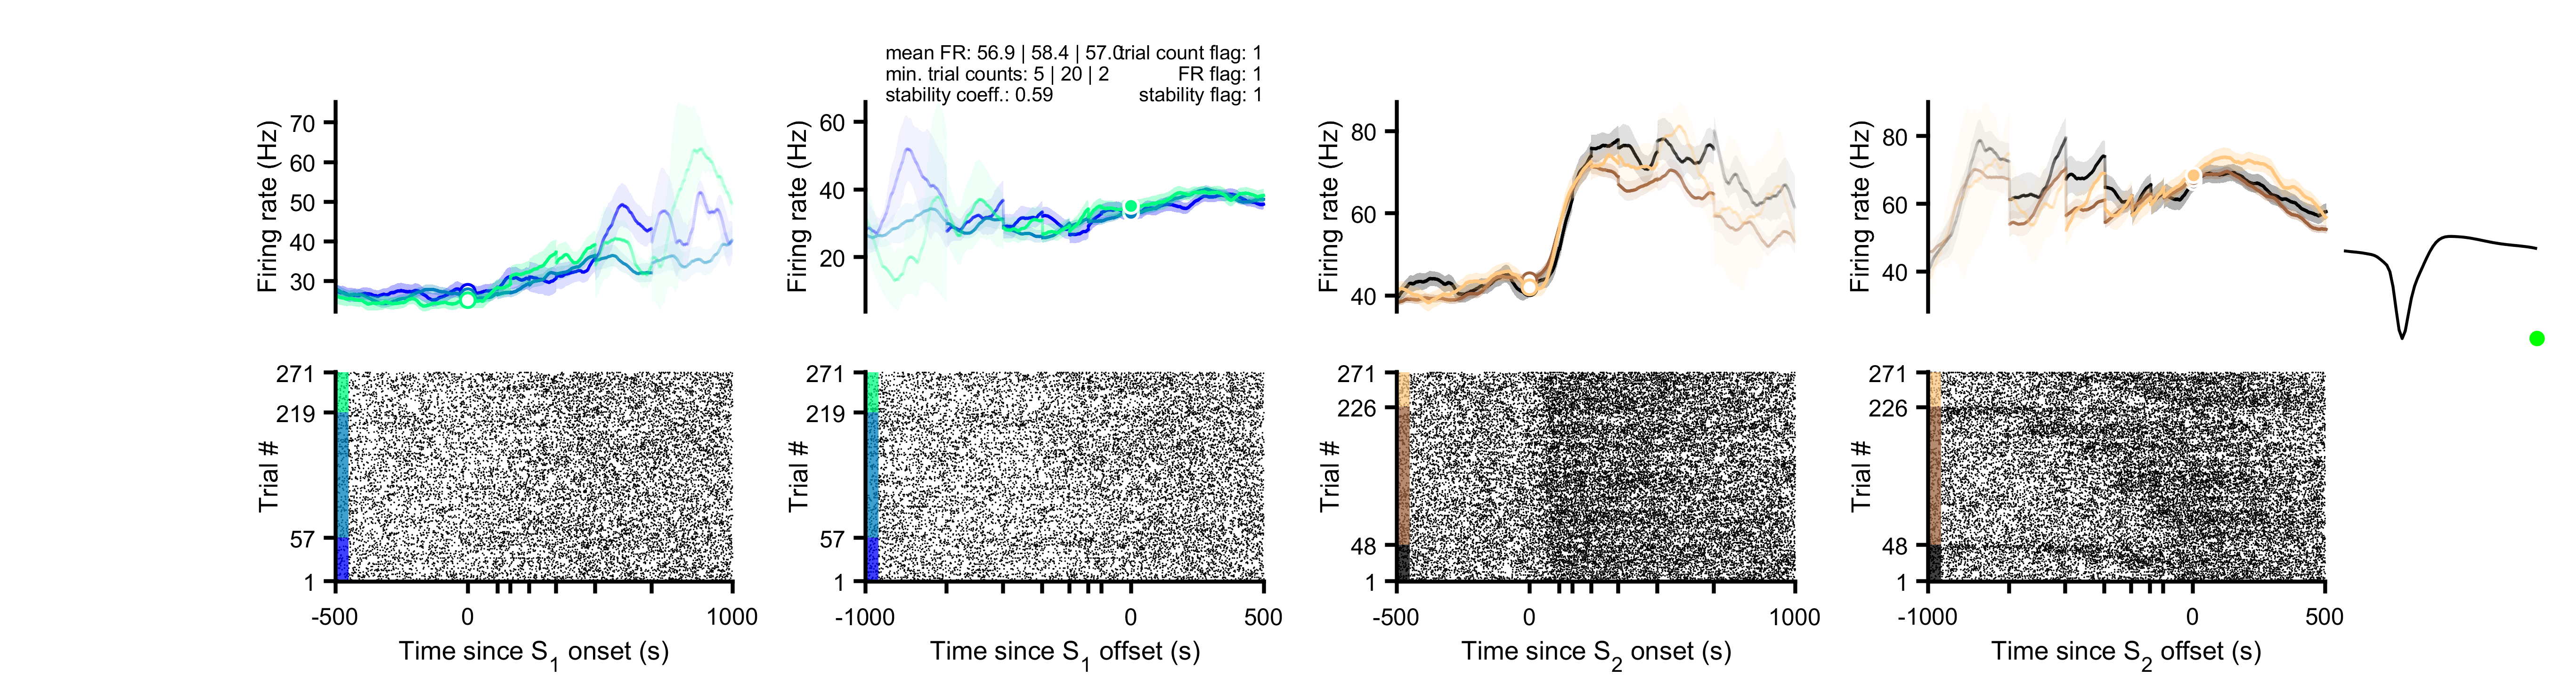 mean FR: 56.9 | 58.4 | 57.0
trial count flag: 1
min. trial counts: 5 | 20 | 2
FR flag: 1
stability coeff.: 0.59
stability flag: 1
Firing rate (Hz)
70
60
50
40
30
Firing rate (Hz)
60
40
20
Firing rate (Hz)
80
60
40
Firing rate (Hz)
80
60
40
Trial #
271
219
57
1
-500
0
1000
Time since S1 onset (s)
Trial #
271
219
57
1
-1000
0
500
Time since S1 offset (s)
Trial #
271
226
48
1
-500
0
1000
Time since S2 onset (s)
Trial #
271
226
48
1
-1000
0
500
Time since S2 offset (s)